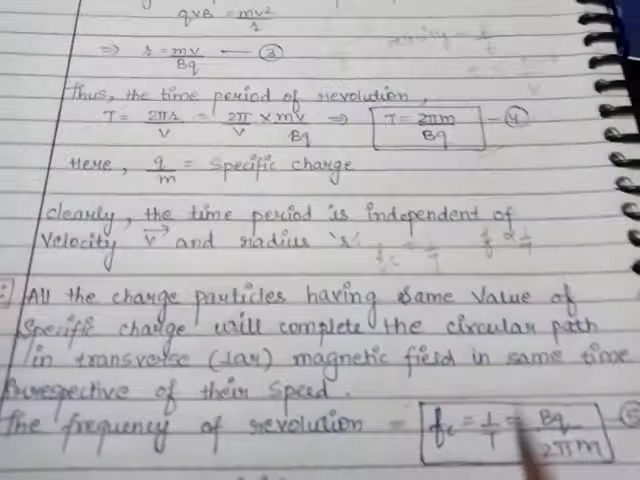 qVB = mv²/r
⇒ r = mv/Bq — ③
Thus, the time period of revolution,
T = 2πr/V = 2π/V × mv/Bq ⇒ T = 2πm/Bq — ④
Here, q/m = Specific charge
clearly, the time period is independent of
velocity v⃗ and radius 'r'.
All the charge particles having same value of
specific charge will complete the circular path
in transverse (lar) magnetic field in same time
irrespective of their speed.
The frequency of revolution = fc = 1/T = Bq/2πm — ⑤